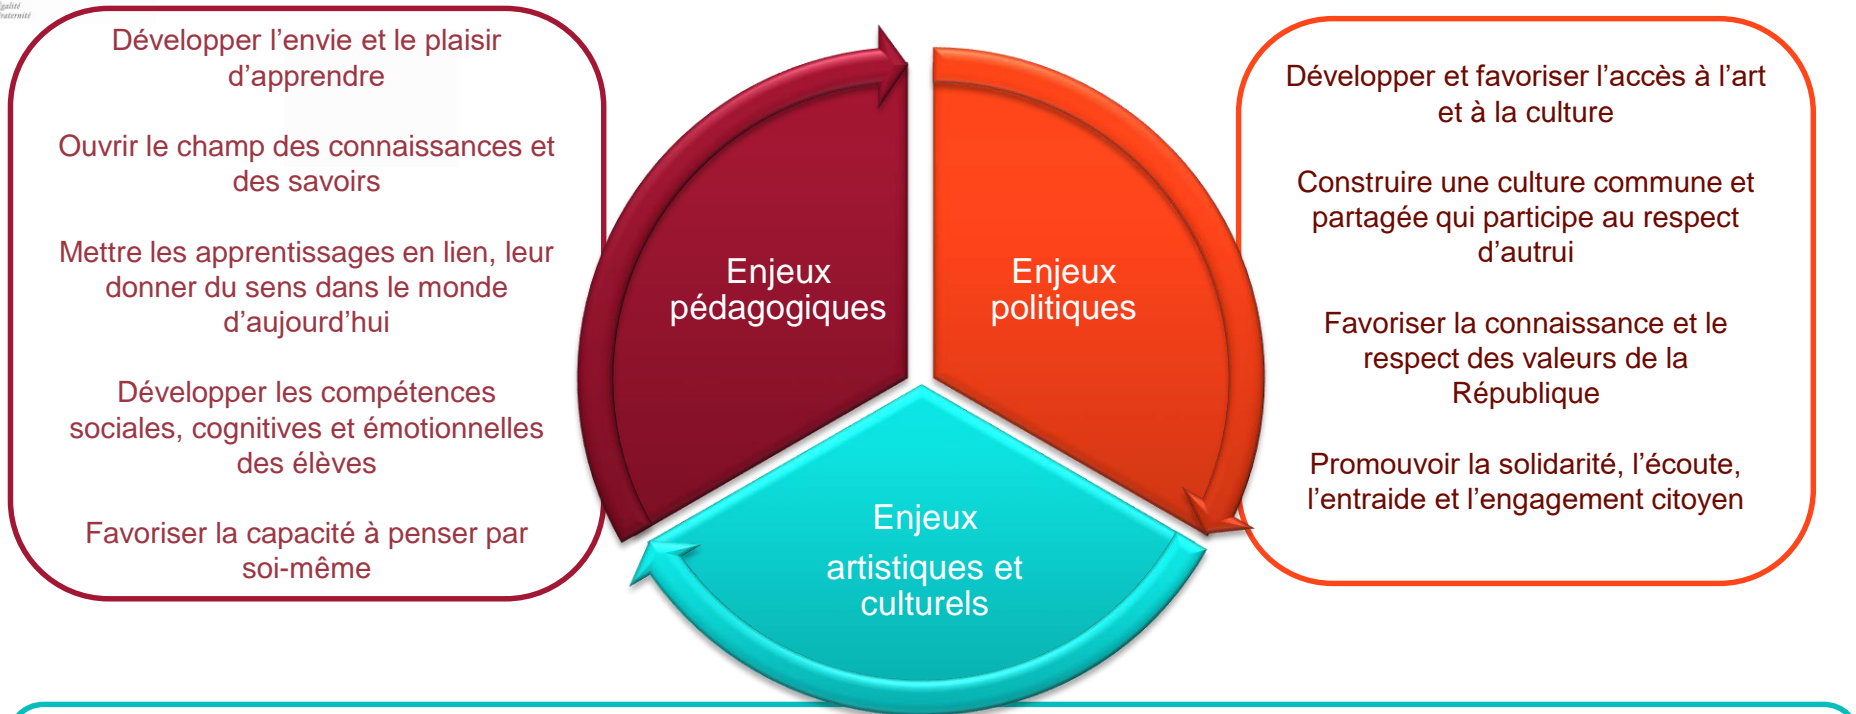 Égalité
Fraternité
Développer l’envie et le plaisir
d’apprendre
Ouvrir le champ des connaissances et
des savoirs
Mettre les apprentissages en lien, leur
donner du sens dans le monde
d’aujourd’hui
Développer les compétences
sociales, cognitives et émotionnelles
des élèves
Favoriser la capacité à penser par
soi-même
Enjeux
pédagogiques
Enjeux
politiques
Enjeux
artistiques et
culturels
Développer et favoriser l’accès à l’art
et à la culture
Construire une culture commune et
partagée qui participe au respect
d’autrui
Favoriser la connaissance et le
respect des valeurs de la
République
Promouvoir la solidarité, l’écoute,
l’entraide et l’engagement citoyen